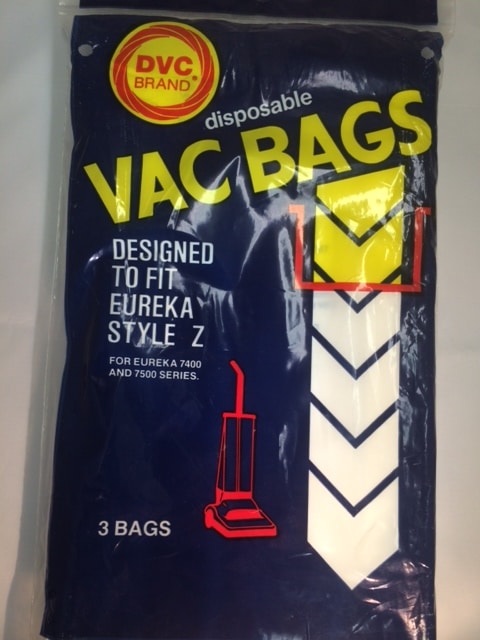 DVC
BRAND®
disposable
VAC BAGS
DESIGNED
TO FIT
EUREKA
STYLE Z
FOR EUREKA 7400
AND 7500 SERIES.
3 BAGS